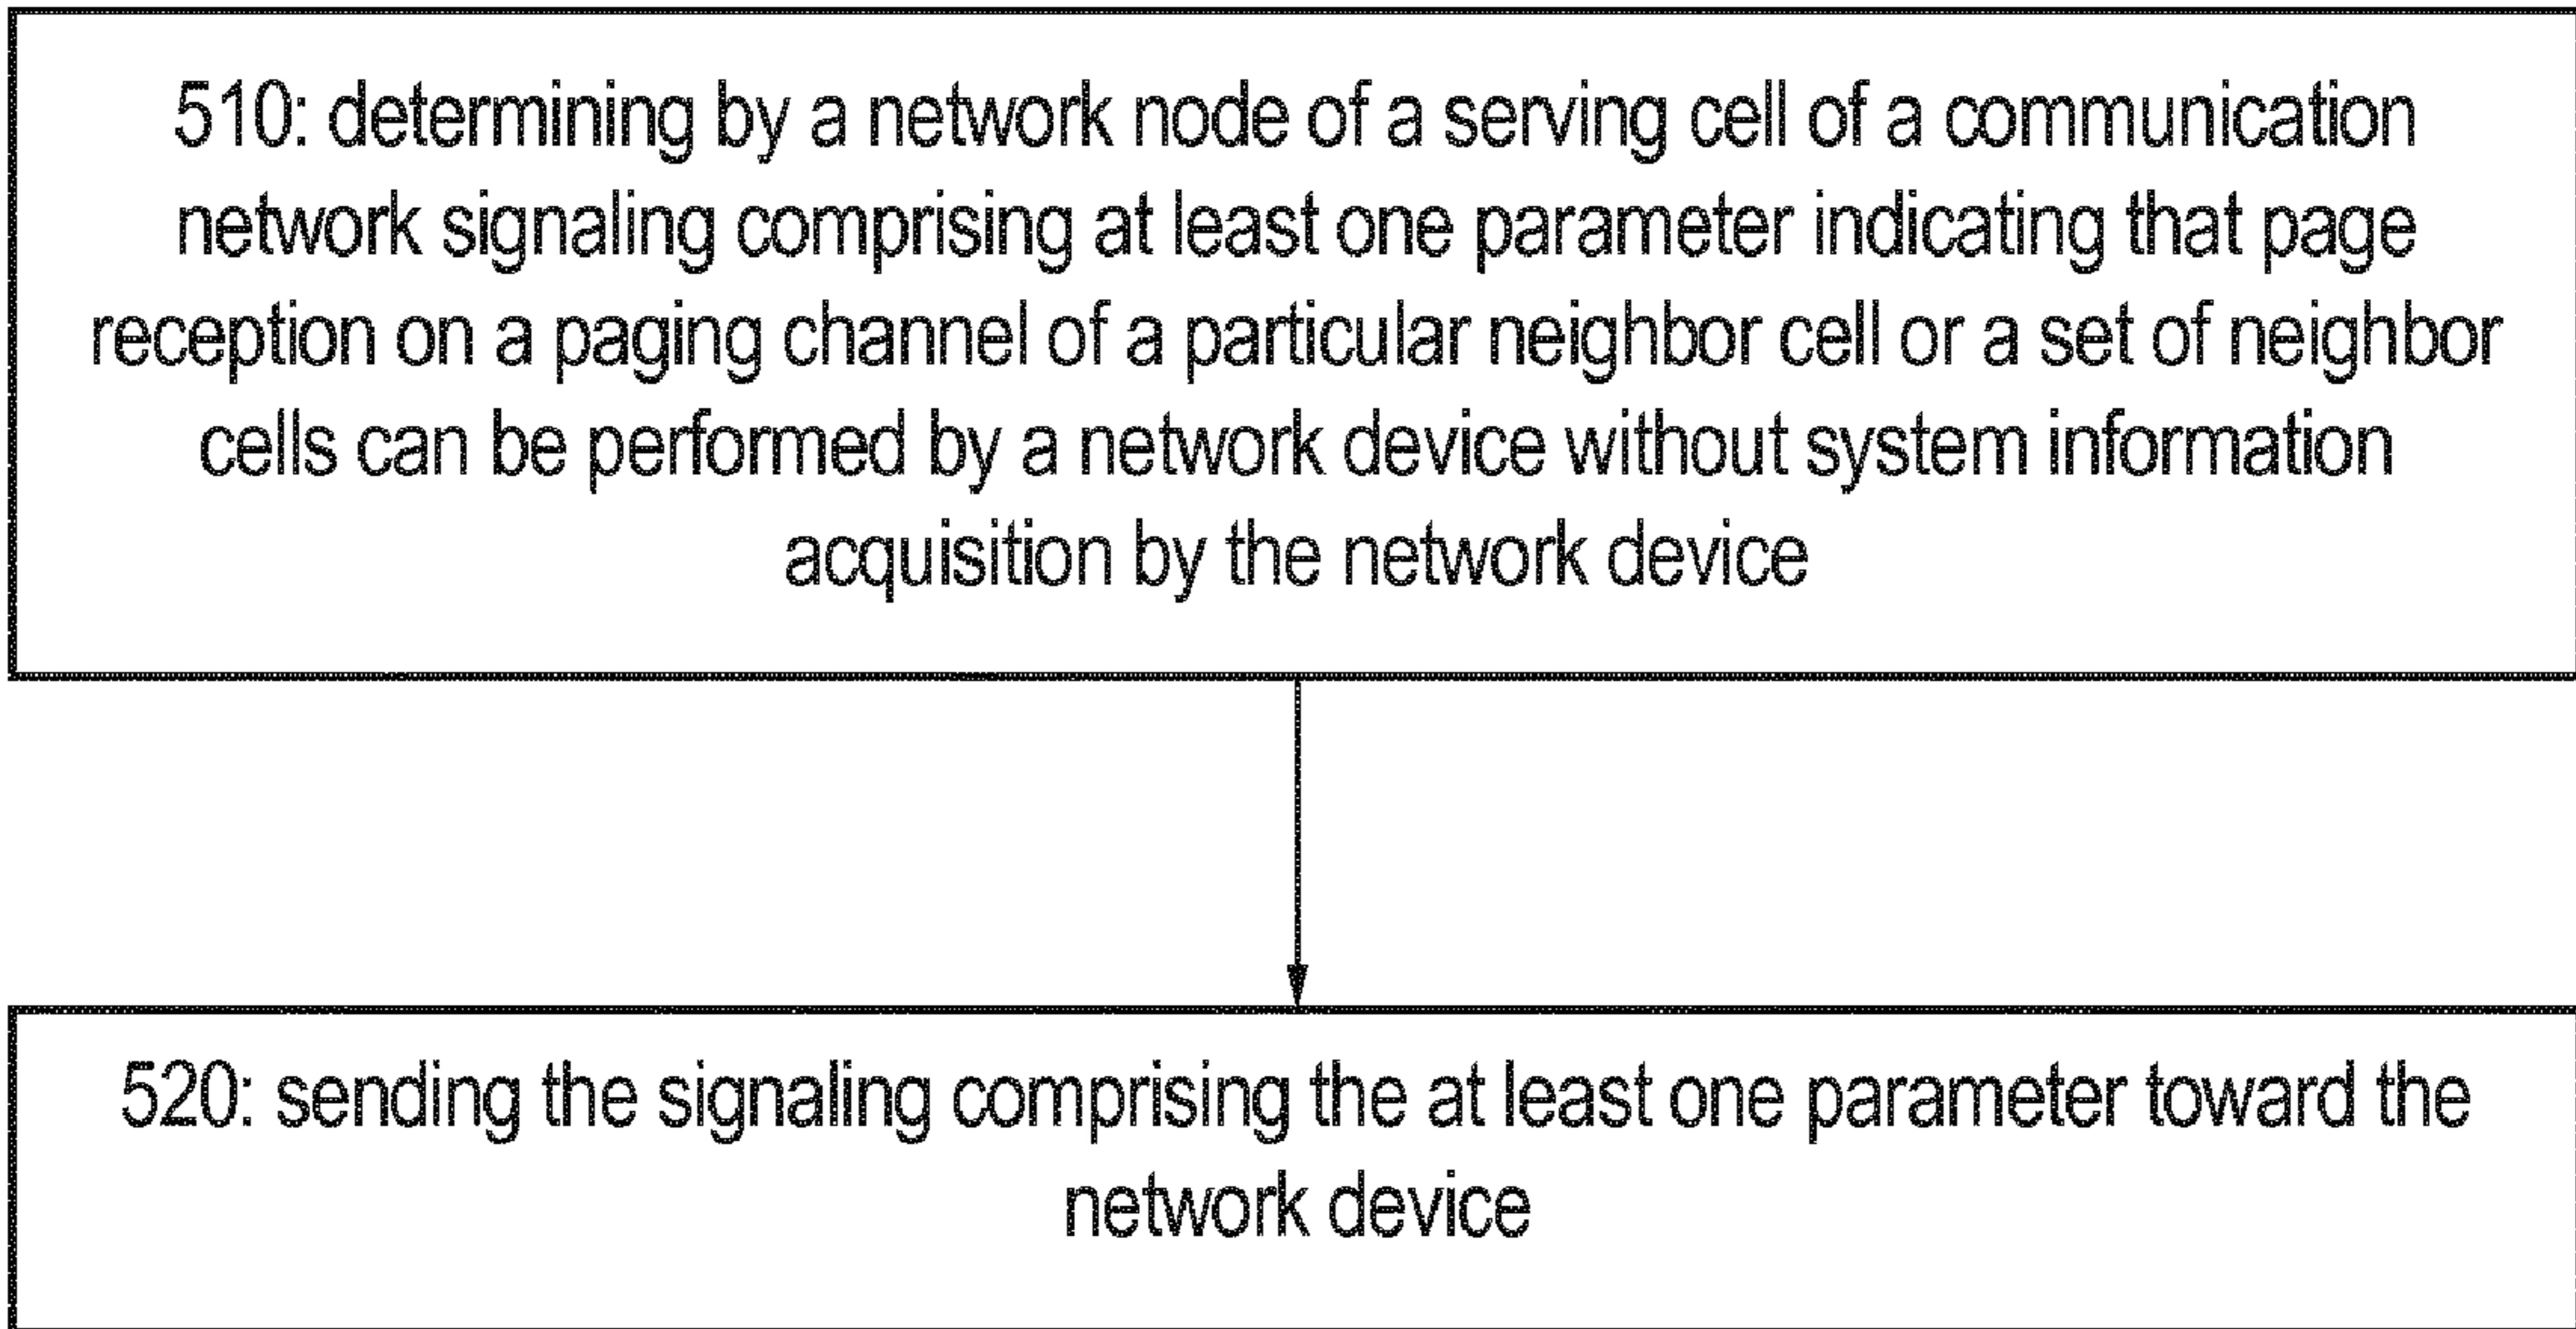 510: determining by a network node of a serving cell of a communication
network signaling comprising at least one parameter indicating that page
reception on a paging channel of a particular neighbor cell or a set of neighbor
cells can be performed by a network device without system information
acquisition by the network device
520: sending the signaling comprising the at least one parameter toward the
network device